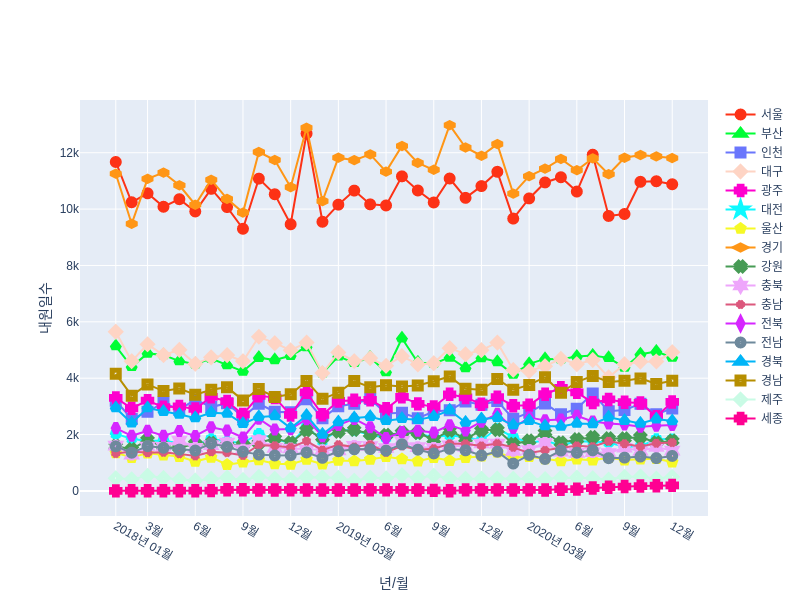 서울
부산
인천
대구
광주
대전
울산
경기
강원
충북
충남
전북
전남
경북
경남
제주
세종
12k
10k
8k
6k
4k
2k
0
내원일수
2018년 01월
3월
6월
9월
12월
2019년 03월
6월
9월
12월
2020년 03월
6월
9월
12월
년/월